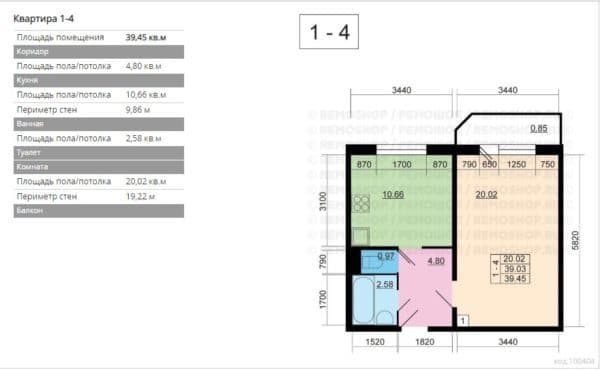 Квартира 1-4
Площадь помещения 39,45 кв.м
Коридор
Площадь пола/потолка 4,80 кв.м
Кухня
Площадь пола/потолка 10,66 кв.м
Периметр стен 9,86 м
Ванная
Площадь пола/потолка 2,58 кв.м
Туалет
Комната
Площадь пола/потолка 20,02 кв.м
Периметр стен 19,22 м
Балкон
1 - 4
3440 3440
0.85
870 1700 870 790 650 1250 750
10.66 20.02
3100
5820
790
0.97 4.80
1 - 4
20.02
39.03
39.45
1700
2.58
1
1520 1820 3440
© REMOSHOP / РЕМОШОП
код:100404